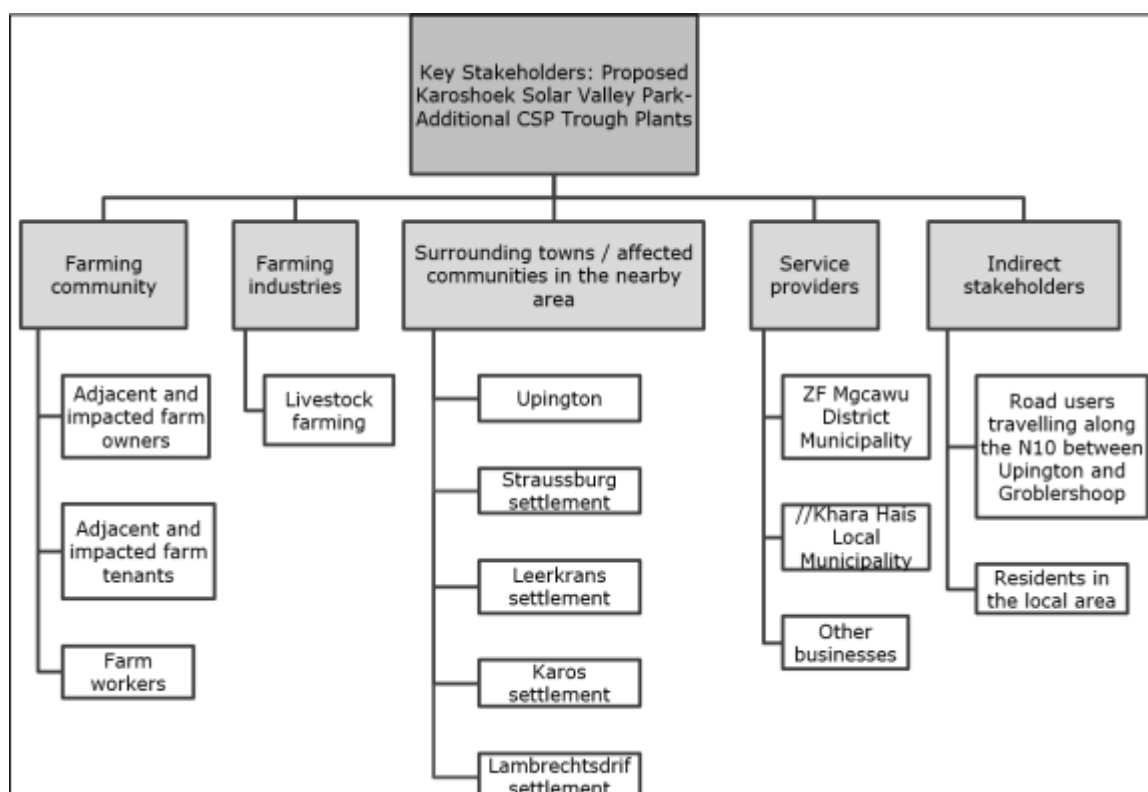 Key Stakeholders: Proposed
Karoshoek Solar Valley Park-
Additional CSP Trough Plants
Farming
community
Farming
industries
Surrounding towns / affected
communities in the nearby
area
Service
providers
Indirect
stakeholders
Adjacent and
impacted farm
owners
Adjacent and
impacted farm
tenants
Farm
workers
Livestock
farming
Upington
Straussburg
settlement
Leerkrans
settlement
Karos
settlement
Lambrechtsdrif
settlement
ZF Mgcawu
District
Municipality
//Khara Hais
Local
Municipality
Other
businesses
Road users
travelling along
the N10 between
Upington and
Groblershoop
Residents in
the local area